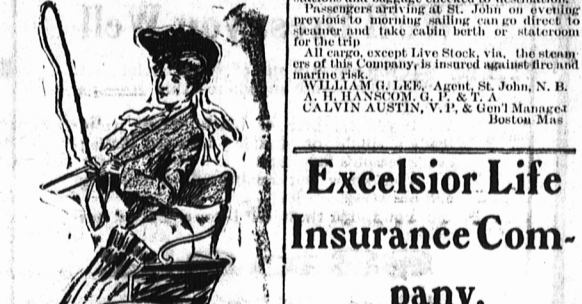 Passengers arriving at St. John on evening
previous to morning sailing can go direct to
steamer and take cabin berth or stateroom
for the trip
All cargo, except Live Stock, via, the steam
ers of this Company, is insured against fire and
marine risk.
WILLIAM G. LEE, Agent, St. John, N. B.
A. H. HANSCOM, G. P. & T. A
CALVIN AUSTIN, V. P, & Gen'l Manager
Boston Mas
Excelsior Life
Insurance Com-
pany.